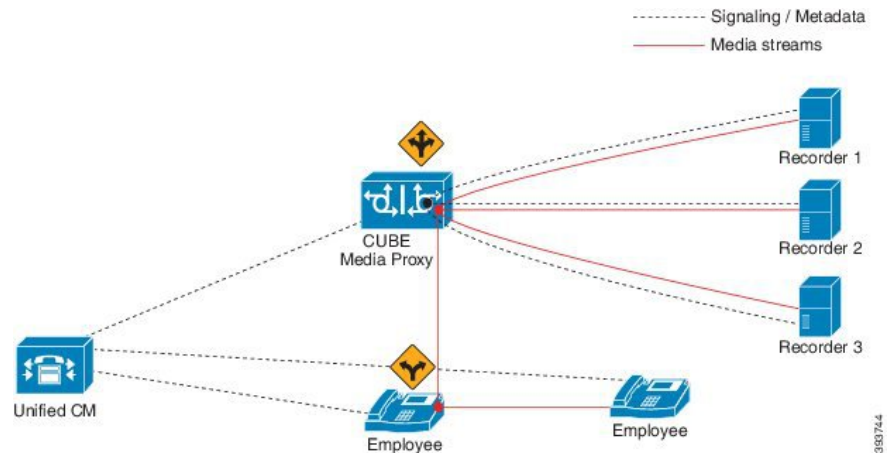 Signaling / Metadata
Media streams
Recorder 1
CUBE
Media Proxy
Recorder 2
Recorder 3
Unified CM
Employee
Employee
393744